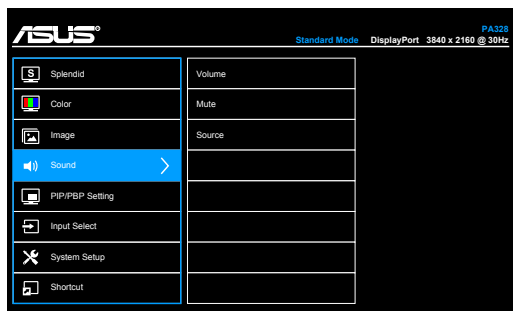 ASUS
PA328
Standard Mode DisplayPort 3840 x 2160 @ 30Hz
S Splendid
Volume
Color
Mute
Image
Source
Sound
PIP/PBP Setting
Input Select
System Setup
Shortcut